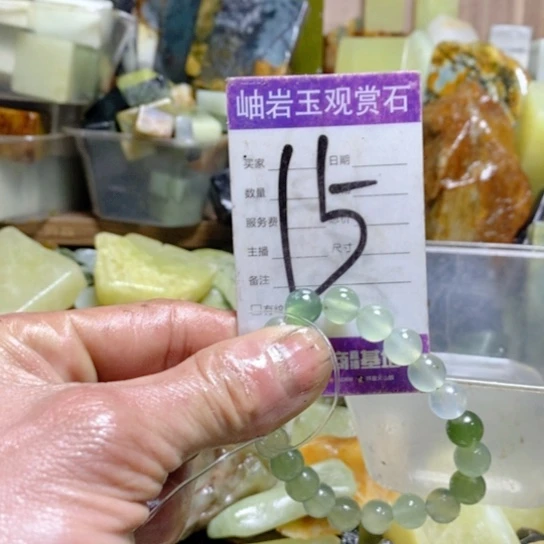 岫岩玉观赏石
买家 日期
15
数量
服务费
主播 尺寸
备注